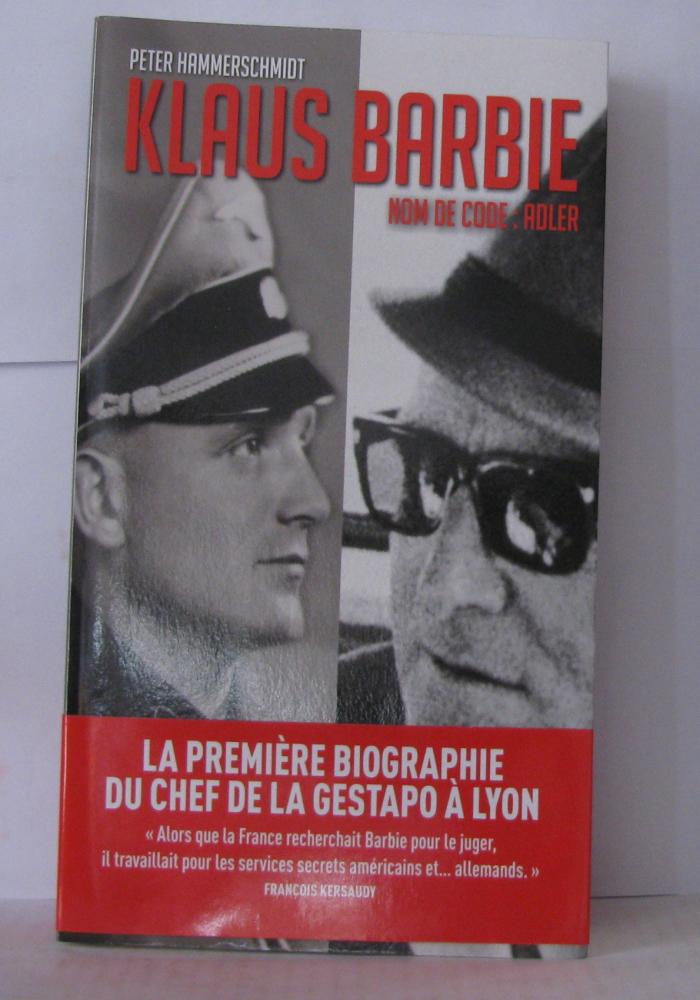 PETER HAMMERSCHMIDT
KLAUS BARBIE
NOM DE CODE : ADLER
LA PREMIÈRE BIOGRAPHIE
DU CHEF DE LA GESTAPO À LYON
« Alors que la France recherchait Barbie pour le juger,
il travaillait pour les services secrets américains et... allemands. »
FRANÇOIS KERSAUDY